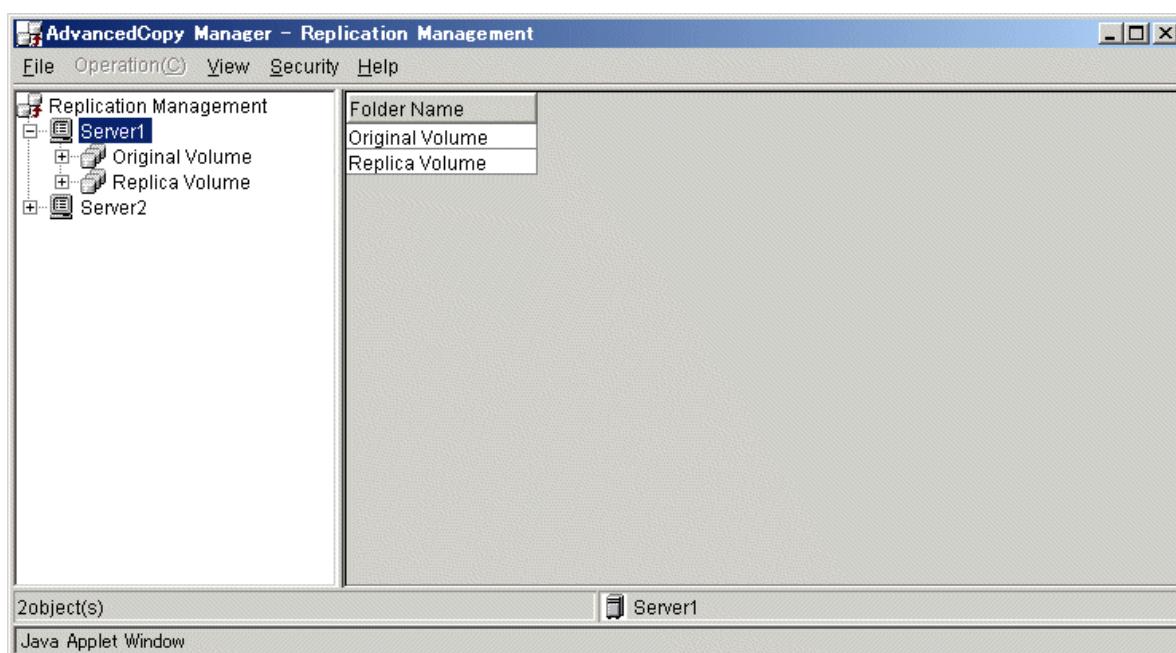 AdvancedCopy Manager - Replication Management
File Operation(C) View Security Help
Replication Management
Server1
Original Volume
Replica Volume
Server2
Folder Name
Original Volume
Replica Volume
2object(s)
Server1
Java Applet Window